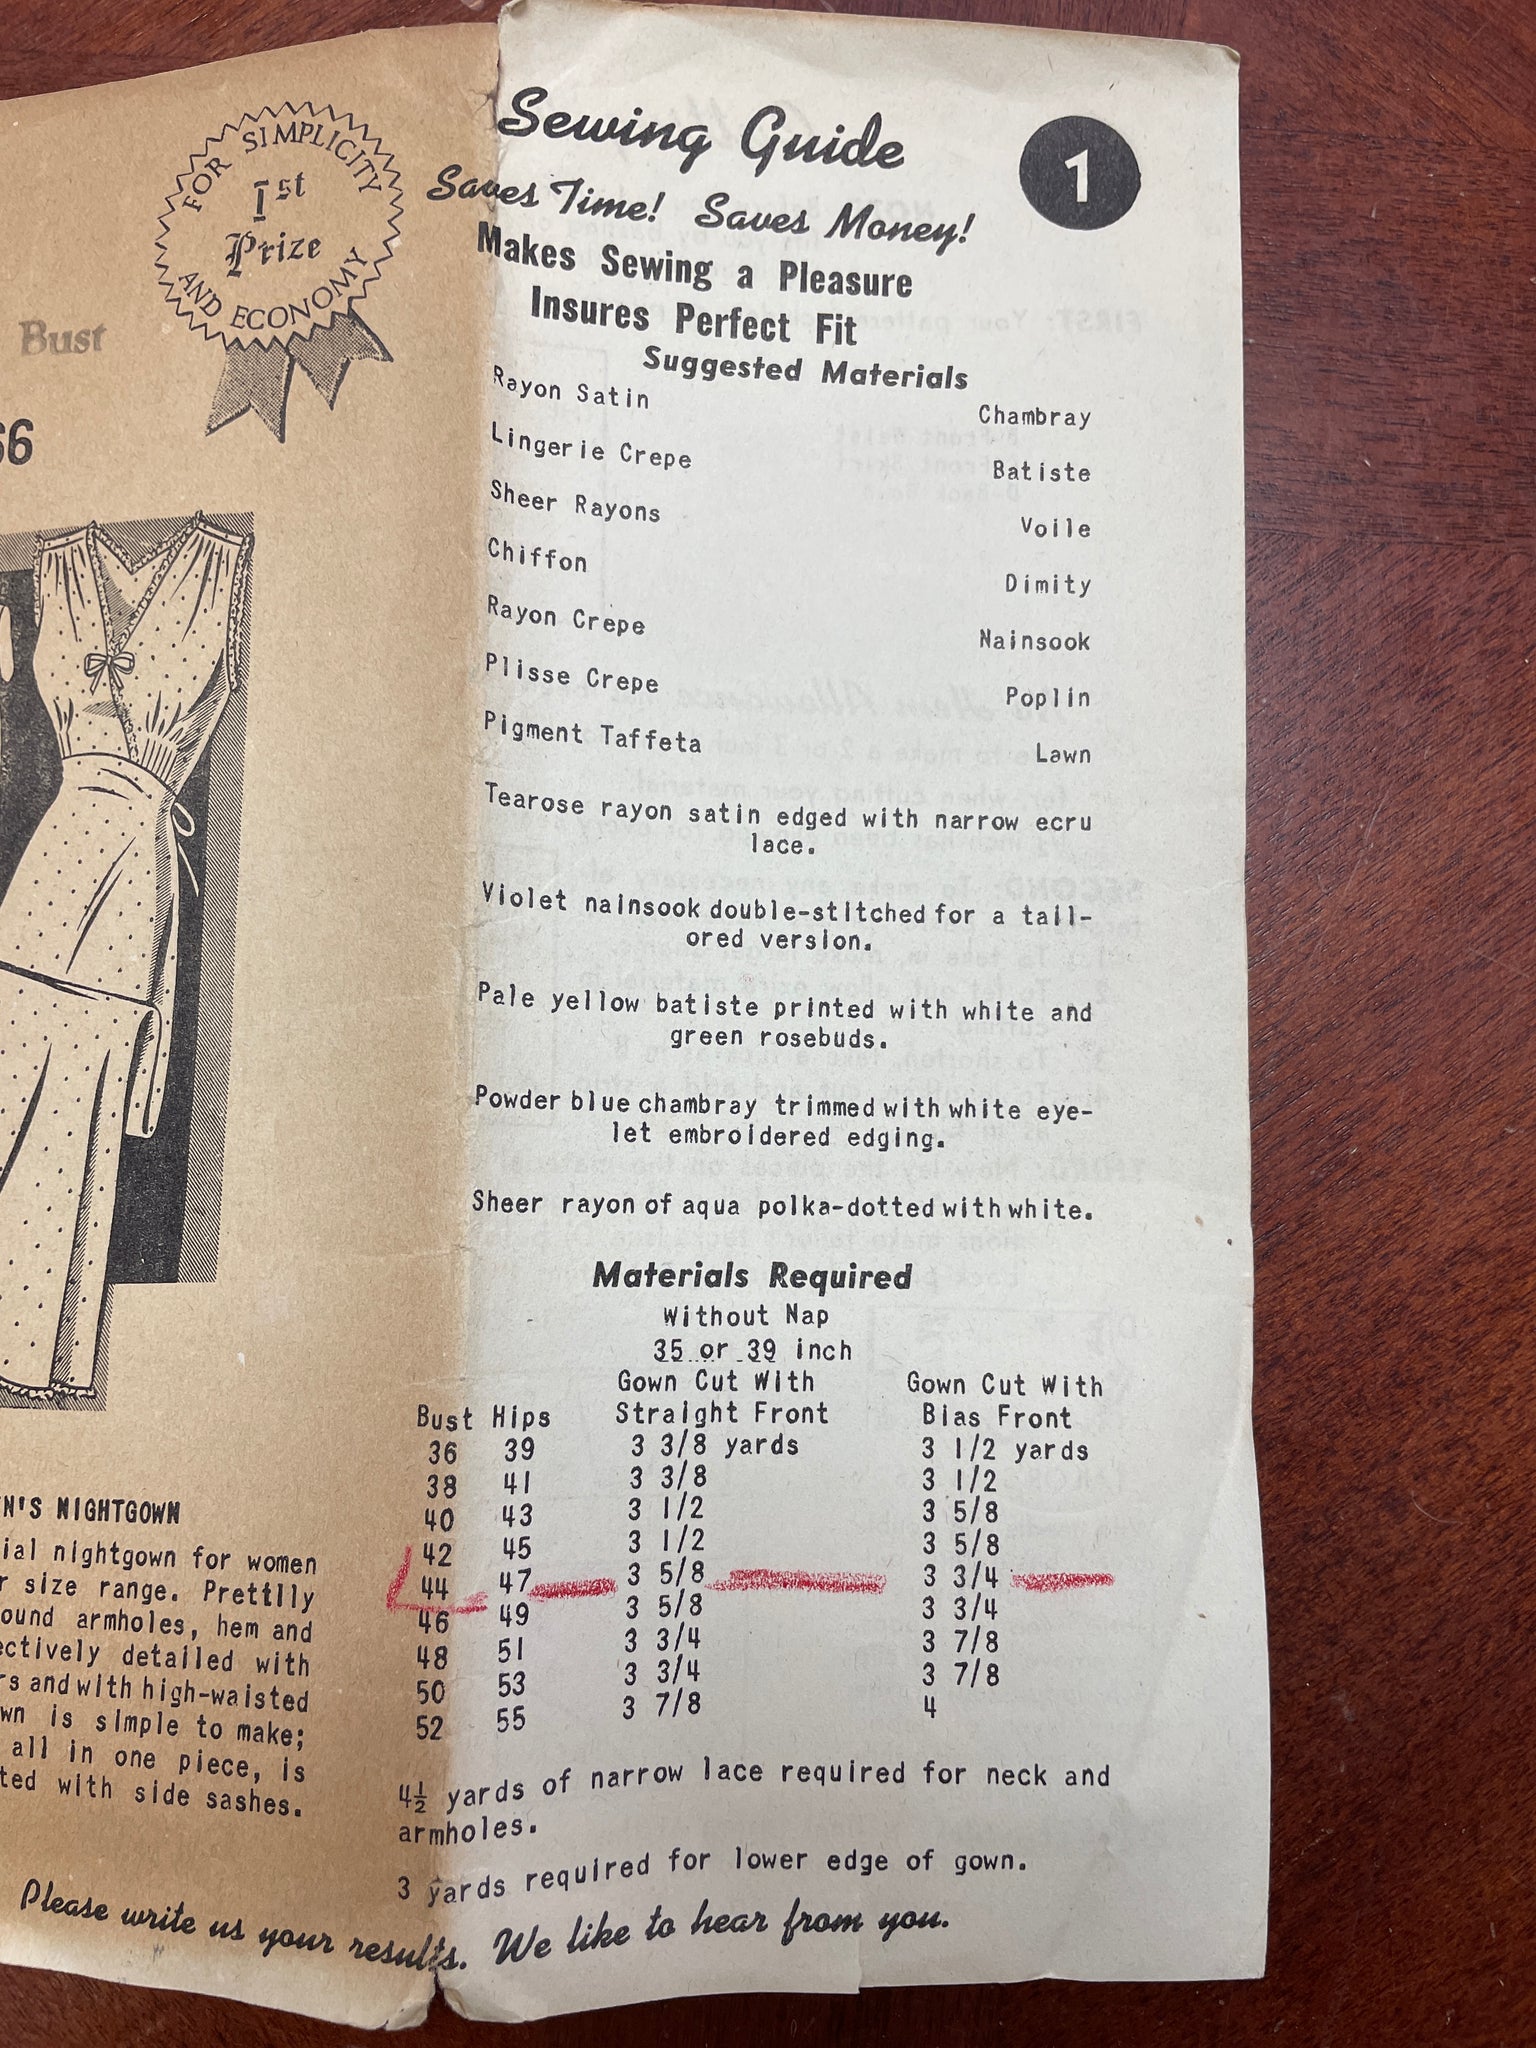 FOR SIMPLICITY
1st
Prize
AND ECONOMY
Bust
66
N'S NIGHTGOWN
ial nightgown for women
r size range. Prettily
ound armholes, hem and
ectively detailed with
rs and with high-waisted
wn is simple to make;
all in one piece, is
ted with side sashes.
Sewing Guide
1
Saves Time! Saves Money!
Makes Sewing a Pleasure
Insures Perfect Fit
Suggested Materials
Rayon Satin Chambray
Lingerie Crepe Batiste
Sheer Rayons Voile
Chiffon Dimity
Rayon Crepe Nainsook
Plisse Crepe Poplin
Pigment Taffeta Lawn
Tearose rayon satin edged with narrow ecru
lace.
Violet nainsook double-stitched for a tail-
ored version.
Pale yellow batiste printed with white and
green rosebuds.
Powder blue chambray trimmed with white eye-
let embroidered edging.
Sheer rayon of aqua polka-dotted with white.
Materials Required
Without Nap
35 or 39 inch
Gown Cut With Gown Cut With
Bust Hips Straight Front Bias Front
36 39 3 3/8 yards 3 1/2 yards
38 41 3 3/8 3 1/2
40 43 3 1/2 3 5/8
42 45 3 1/2 3 5/8
44 47 3 5/8 3 3/4
46 49 3 5/8 3 3/4
48 51 3 3/4 3 7/8
50 53 3 3/4 3 7/8
52 55 3 7/8 4
4½ yards of narrow lace required for neck and
armholes.
3 yards required for lower edge of gown.
Please write us your results. We like to hear from you.